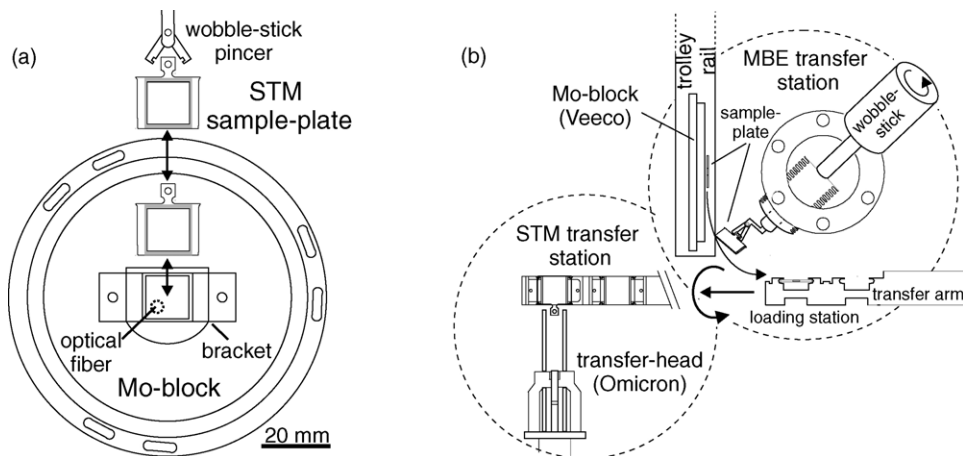 (a)
wobble-stick
pincer
STM
sample-plate
optical
fiber
bracket
Mo-block
20 mm
(b)
trolley
rail
MBE transfer
station
Mo-block
(Veeco)
sample-
plate
wobble-
stick
STM transfer
station
transfer arm
loading station
transfer-head
(Omicron)